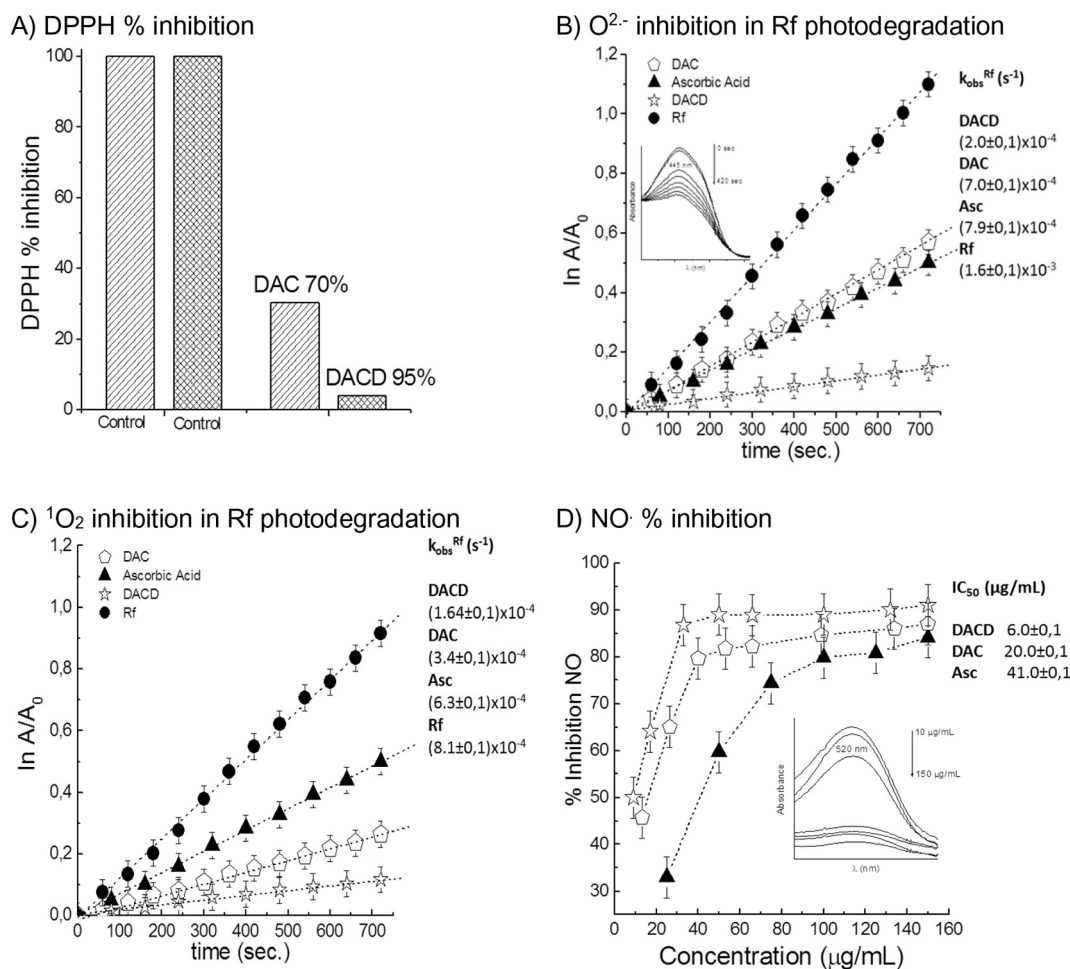 A) DPPH % inhibition
DPPH % inhibition
100
80
60
40
20
0
Control
Control
DAC 70%
DACD 95%
B) O²·⁻ inhibition in Rf photodegradation
ln A/A₀
1,2
1,0
0,8
0,6
0,4
0,2
0,0
DAC
Ascorbic Acid
DACD
Rf
Absorbance
445 nm
0 sec
420 sec
λ (nm)
0 100 200 300 400 500 600 700
time (sec.)
k_obs^Rf (s⁻¹)
DACD
(2.0±0,1)x10⁻⁴
DAC
(7.0±0,1)x10⁻⁴
Asc
(7.9±0,1)x10⁻⁴
Rf
(1.6±0,1)x10⁻³
C) ¹O₂ inhibition in Rf photodegradation
ln A/A₀
1,2
1,0
0,8
0,6
0,4
0,2
0,0
DAC
Ascorbic Acid
DACD
Rf
0 100 200 300 400 500 600 700
time (sec.)
k_obs^Rf (s⁻¹)
DACD
(1.64±0,1)x10⁻⁴
DAC
(3.4±0,1)x10⁻⁴
Asc
(6.3±0,1)x10⁻⁴
Rf
(8.1±0,1)x10⁻⁴
D) NO· % inhibition
% Inhibition NO
100
90
80
70
60
50
40
30
0 20 40 60 80 100 120 140 160
Concentration (μg/mL)
Absorbance
520 nm
10 μg/mL
150 μg/mL
λ (nm)
IC₅₀ (μg/mL)
DACD 6.0±0,1
DAC 20.0±0,1
Asc 41.0±0,1